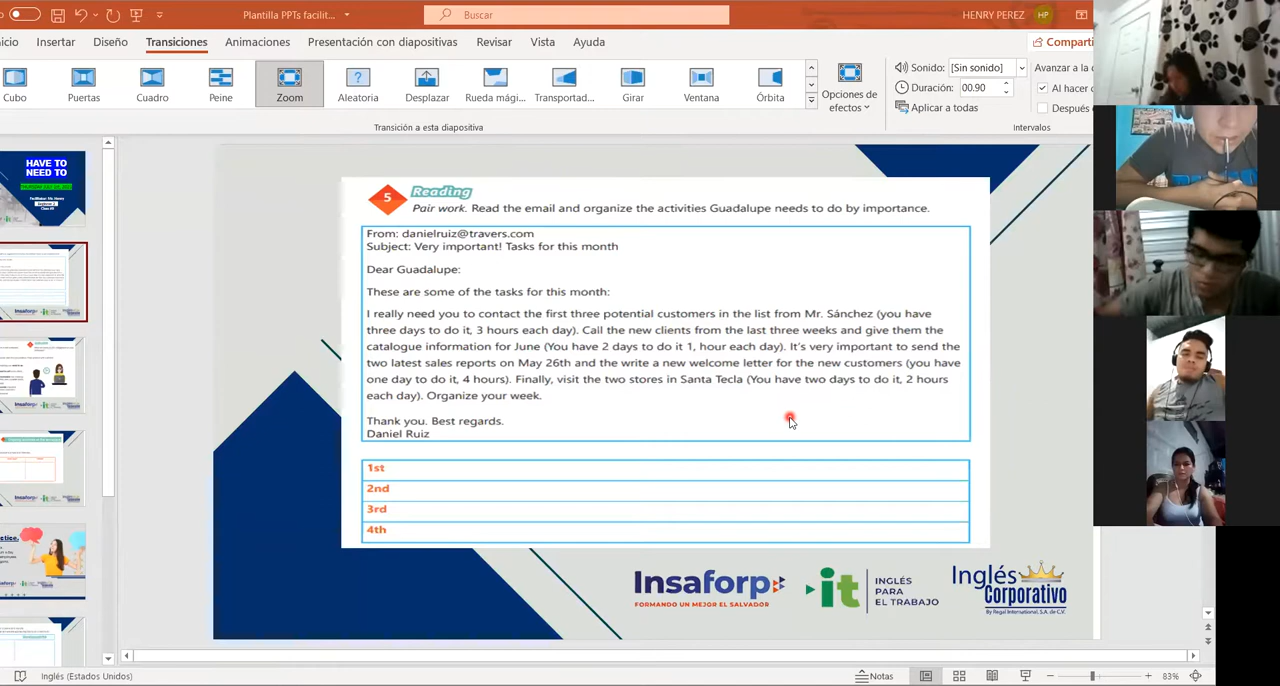 Plantilla PPTs facilit...
Buscar
HENRY PEREZ
HP
Insertar
Diseño
Transiciones
Animaciones
Presentación con diapositivas
Revisar
Vista
Ayuda
Cubo
Puertas
Cuadro
Peine
Zoom
Aleatoria
Desplazar
Rueda mági...
Transportad...
Girar
Ventana
Órbita
Opciones de
efectos
Sonido: [Sin sonido]
Duración: 00.90
Aplicar a todas
Transición a esta diapositiva
Intervalos
HAVE TO
NEED TO
5
Reading
Pair work. Read the email and organize the activities Guadalupe needs to do by importance.
From: danielruiz@travers.com
Subject: Very important! Tasks for this month
Dear Guadalupe:
These are some of the tasks for this month:
I really need you to contact the first three potential customers in the list from Mr. Sánchez (you have
three days to do it, 3 hours each day). Call the new clients from the last three weeks and give them the
catalogue information for June (You have 2 days to do it 1, hour each day). It's very important to send the
two latest sales reports on May 26th and the write a new welcome letter for the new customers (you have
one day to do it, 4 hours). Finally, visit the two stores in Santa Tecla (You have two days to do it, 2 hours
each day). Organize your week.
Thank you. Best regards.
Daniel Ruiz
1st
2nd
3rd
4th
Insaforp
FORMANDO UN MEJOR EL SALVADOR
it
INGLÉS
PARA
EL TRABAJO
Inglés
Corporativo
By Regal International, S.A. de C.V.
Inglés (Estados Unidos)
Notas
83%